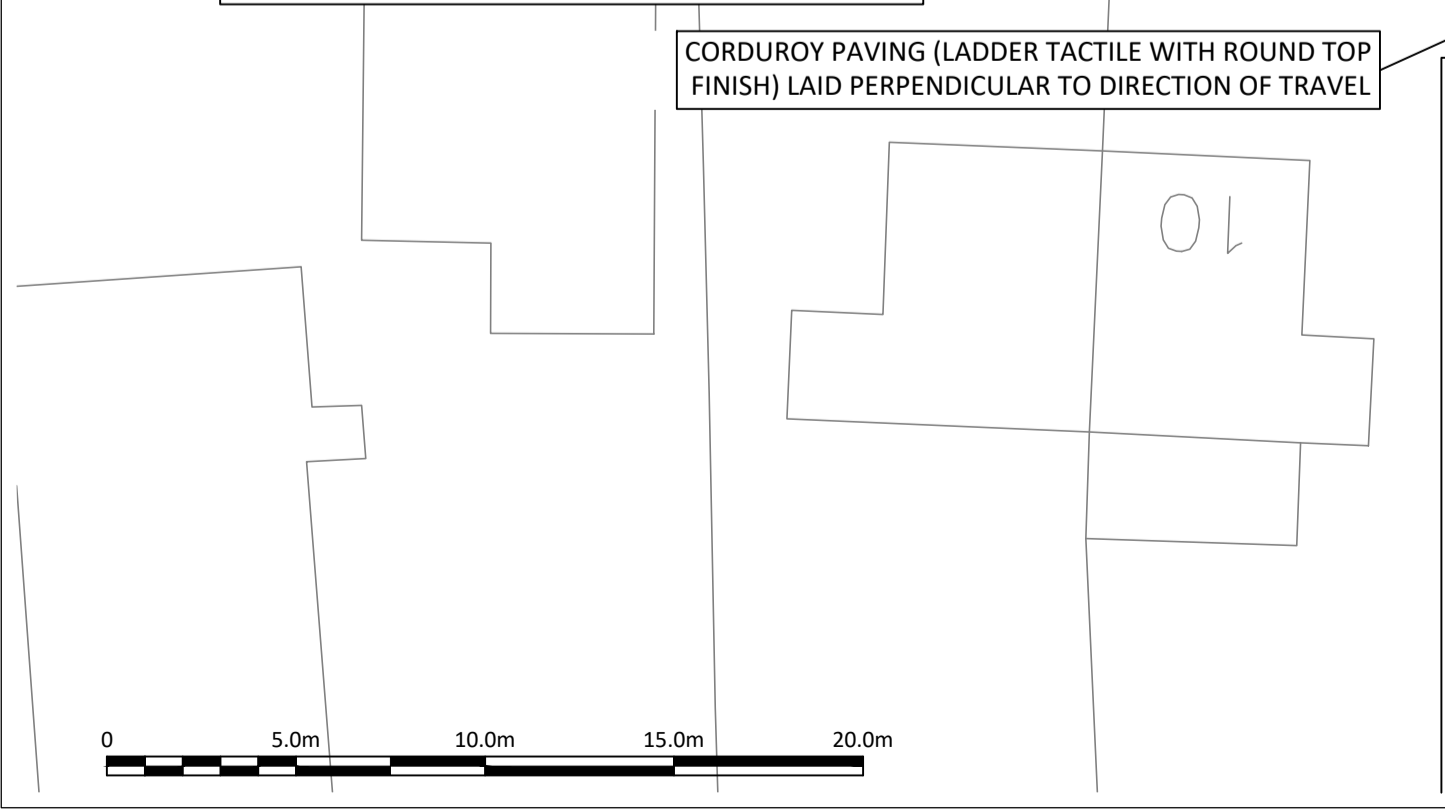 CORDUROY PAVING (LADDER TACTILE WITH ROUND TOP
FINISH) LAID PERPENDICULAR TO DIRECTION OF TRAVEL
10
0 5.0m 10.0m 15.0m 20.0m